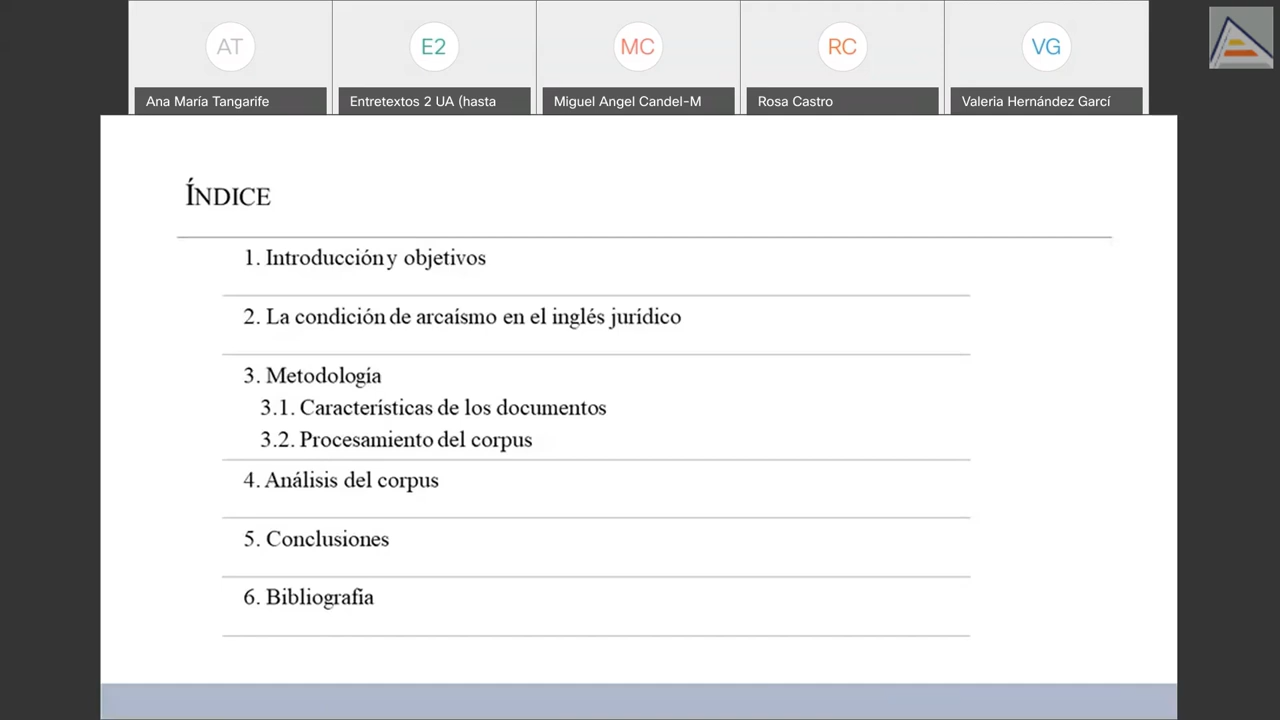 AT
E2
MC
RC
VG
Ana María Tangarife
Entretextos 2 UA (hasta
Miguel Angel Candel-M
Rosa Castro
Valeria Hernández Garcí
ÍNDICE
1. Introducción y objetivos
2. La condición de arcaísmo en el inglés jurídico
3. Metodología
3.1. Características de los documentos
3.2. Procesamiento del corpus
4. Análisis del corpus
5. Conclusiones
6. Bibliografía